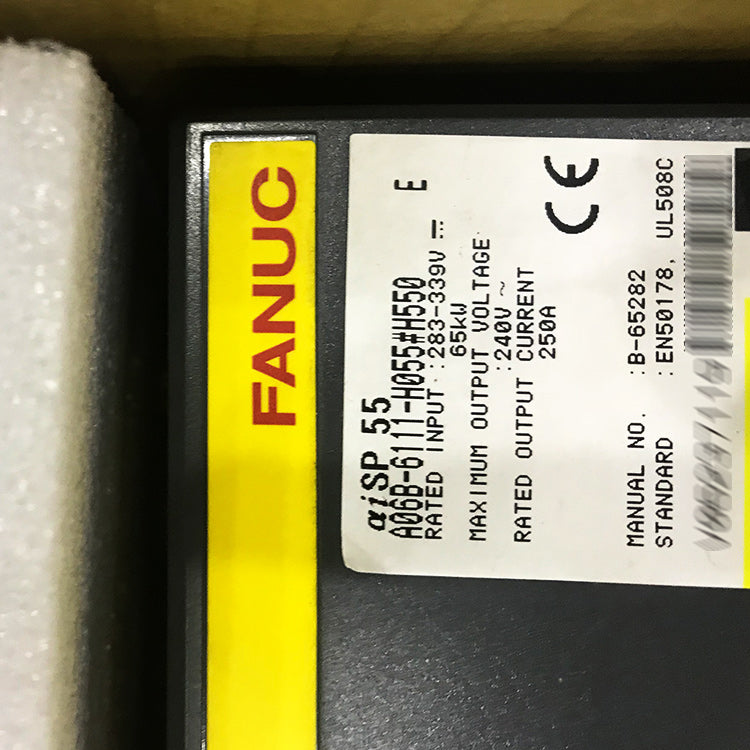 FANUC
αiSP 55 E
A06B-6111-H055#H550
RATED INPUT :283-339V ⎓
65kW
MAXIMUM OUTPUT VOLTAGE
:240V ~
RATED OUTPUT CURRENT
250A
CE
MANUAL NO. :B-65282
STANDARD :EN50178, UL508C